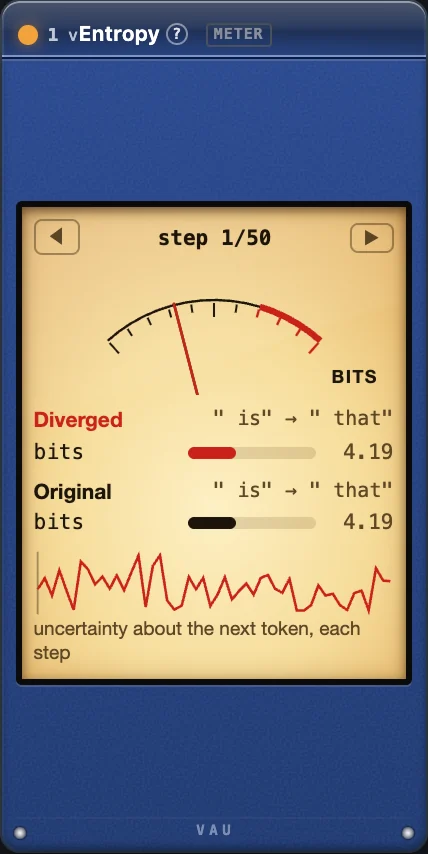 1 vEntropy ? METER
step 1/50
BITS
Diverged " is" → " that"
bits 4.19
Original " is" → " that"
bits 4.19
uncertainty about the next token, each
step
VAU